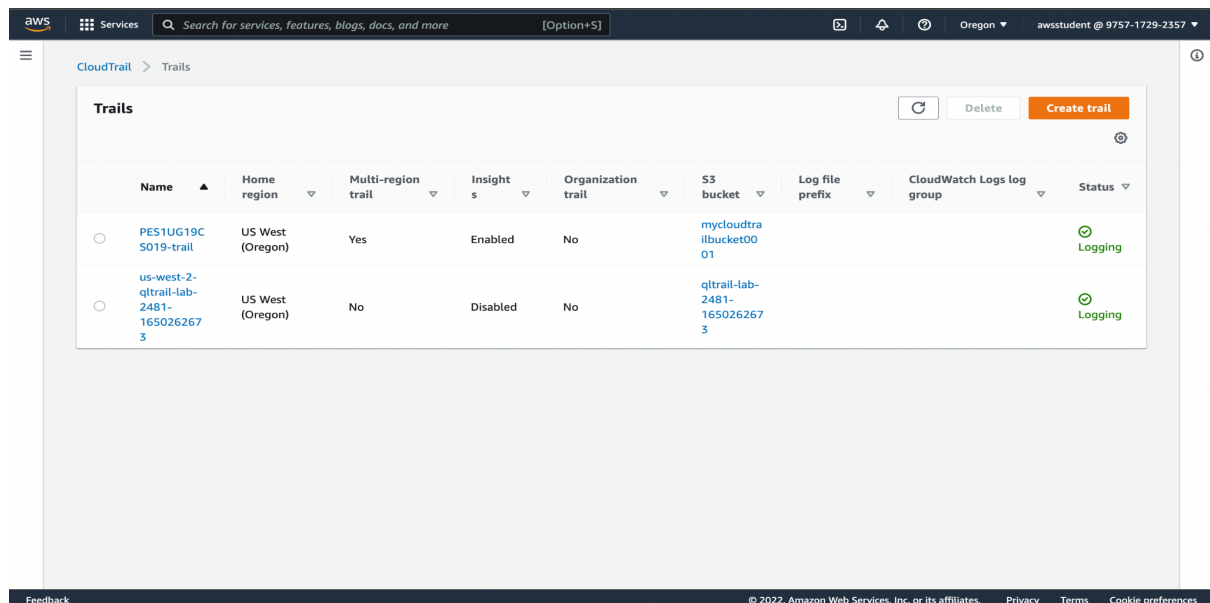 aws Services Search for services, features, blogs, docs, and more [Option+S] Oregon ▼ awsstudent @ 9757-1729-2357 ▼
CloudTrail > Trails
Trails Delete Create trail
Name Home region Multi-region trail Insight s Organization trail S3 bucket Log file prefix CloudWatch Logs log group Status
PES1UG19C
S019-trail
US West
(Oregon)
Yes
Enabled
No
mycloudtra
ilbucket00
01
Logging
us-west-2-
qltrail-lab-
2481-
165026267
3
US West
(Oregon)
No
Disabled
No
qltrail-lab-
2481-
165026267
3
Logging
Feedback © 2022, Amazon Web Services, Inc. or its affiliates. Privacy Terms Cookie preferences